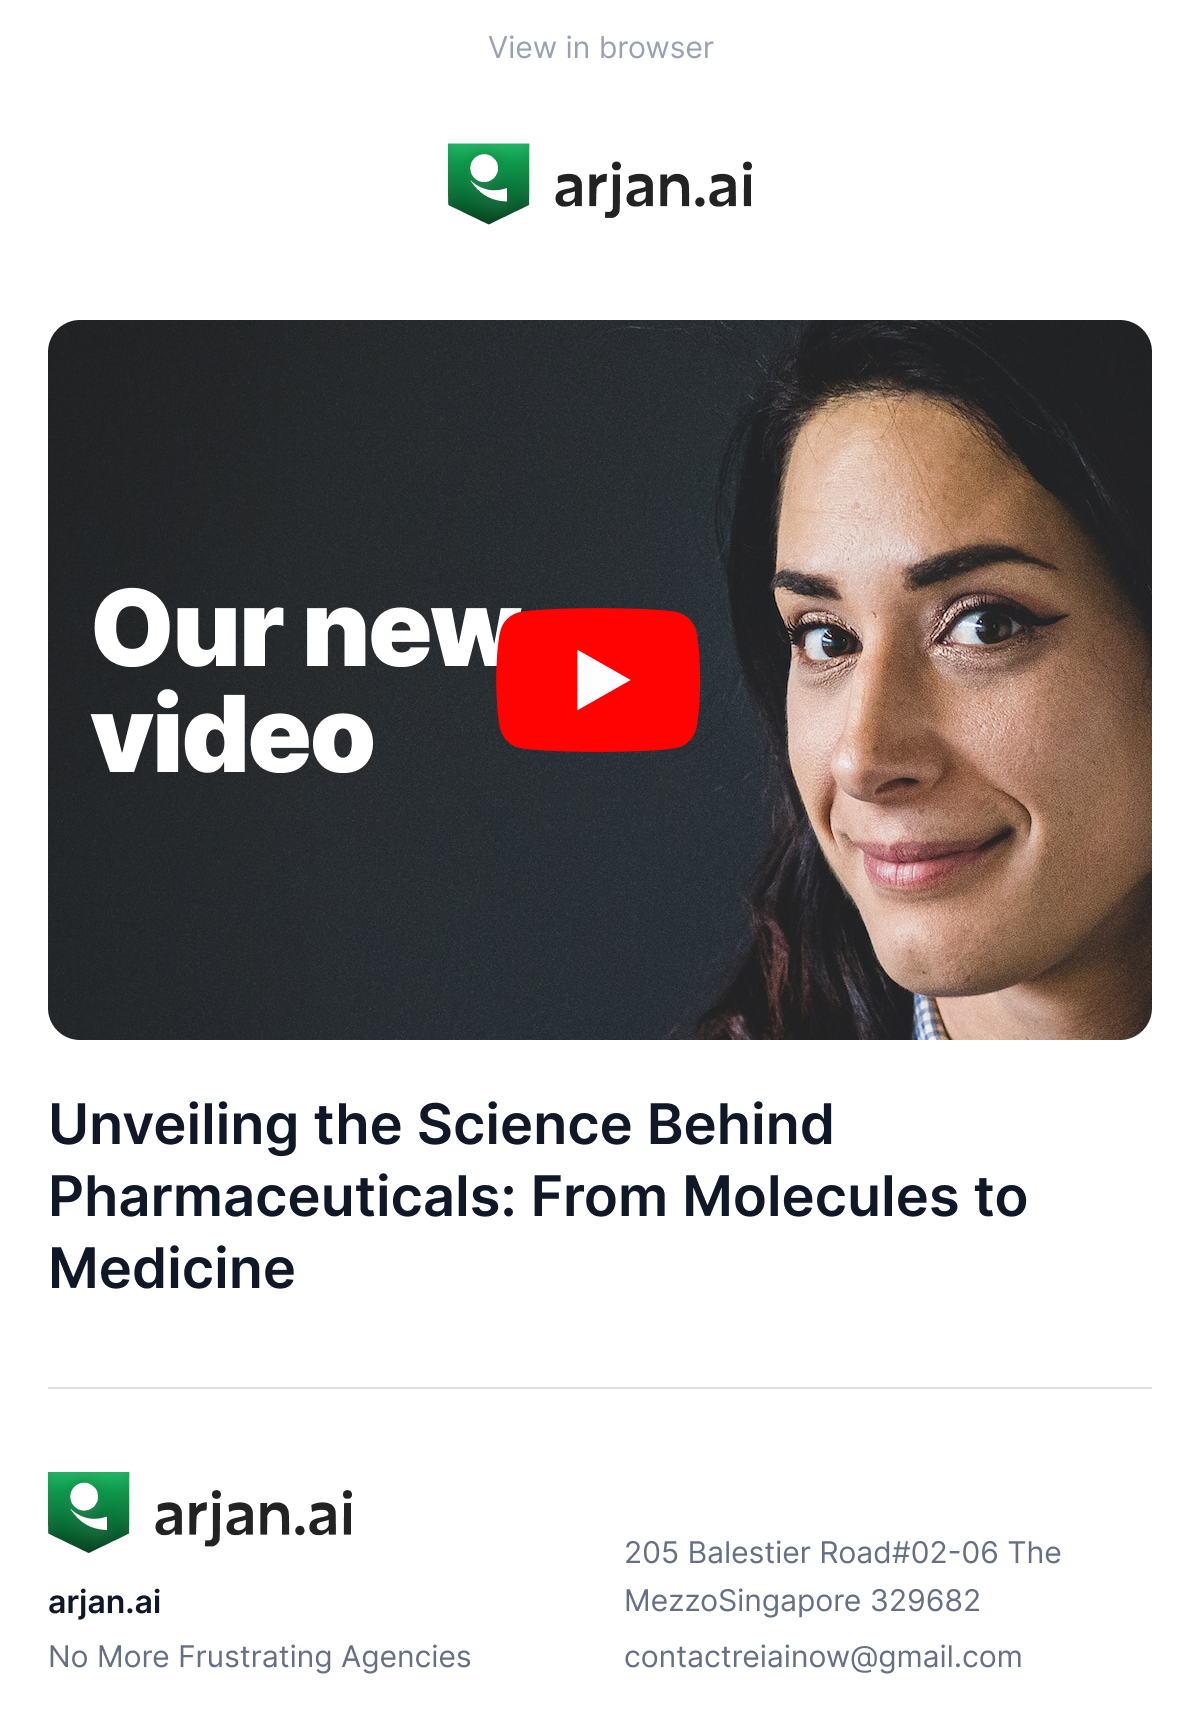 View in browser
arjan.ai
Our new
video
Unveiling the Science Behind
Pharmaceuticals: From Molecules to
Medicine
arjan.ai
arjan.ai
No More Frustrating Agencies
205 Balestier Road#02-06 The
MezzoSingapore 329682
contactreiainow@gmail.com